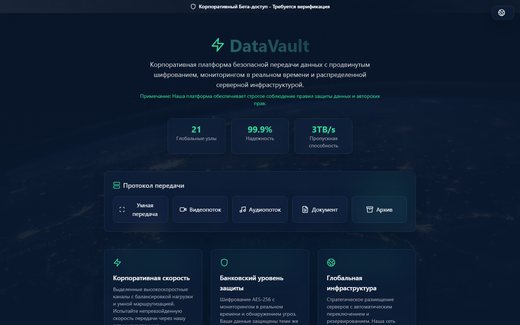 Корпоративный Бета-доступ - Требуется верификация
DataVault
Корпоративная платформа безопасной передачи данных с продвинутым
шифрованием, мониторингом в реальном времени и распределенной
серверной инфраструктурой.
Примечание: Наша платформа обеспечивает строгое соблюдение правил защиты данных и авторских
прав.
21
Глобальные узлы
99.9%
Надежность
3TB/s
Пропускная
способность
Протокол передачи
Умная
передача
Видеопоток
Аудиопоток
Документ
Архив
Корпоративная скорость
Выделенные высокоскоростные
каналы с балансировкой нагрузки
и умной маршрутизацией.
Испытайте непревзойденную
скорость передачи через нашу
Банковский уровень
защиты
Шифрование AES-256 с
мониторингом в реальном
времени и обнаружением угроз.
Ваши данные защищены теми же
Глобальная
инфраструктура
Стратегическое размещение
серверов с автоматическим
переключением и
резервированием. Наша сеть